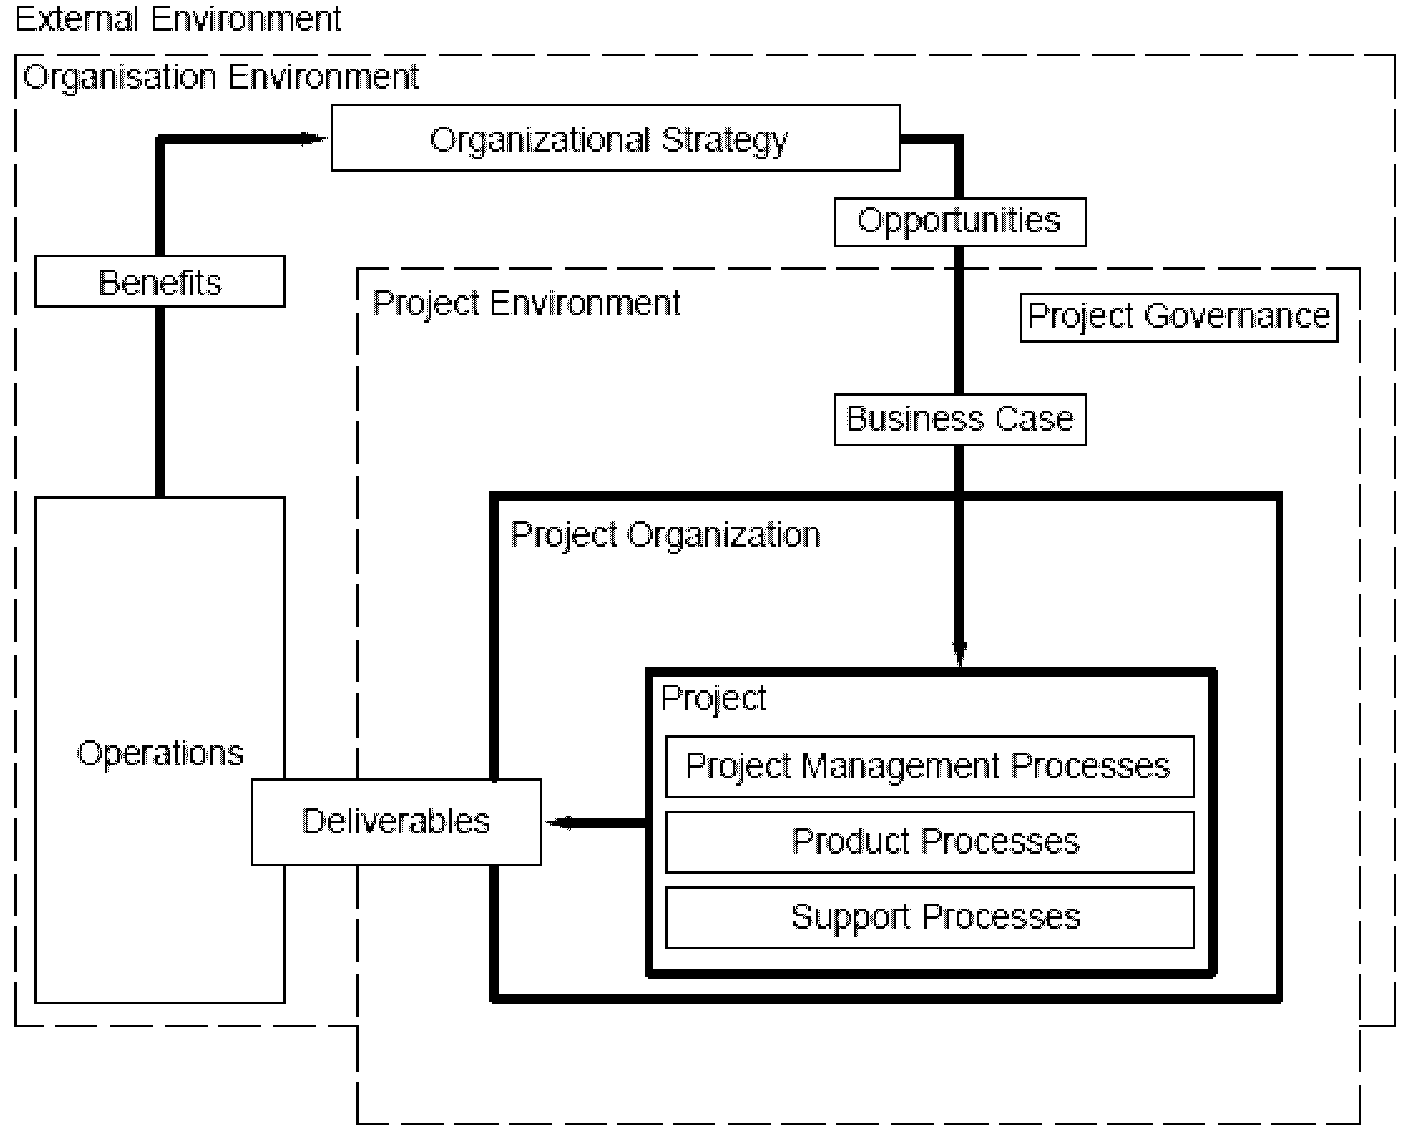 External Environment
Organisation Environment
Organizational Strategy
Opportunities
Benefits
Project Environment
Project Governance
Business Case
Project Organization
Project
Operations
Project Management Processes
Deliverables
Product Processes
Support Processes